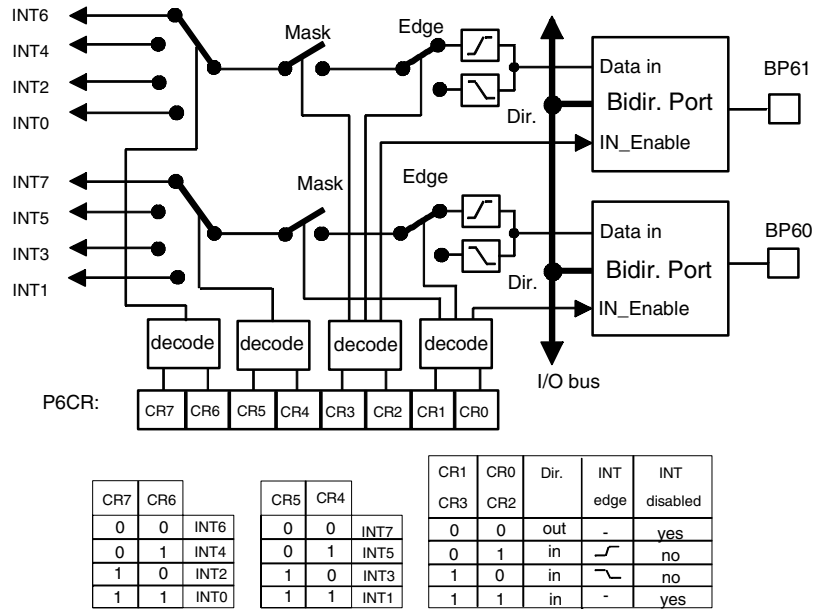 INT6
INT4
INT2
INT0
Mask
Edge
Dir.
Data in
Bidir. Port
IN_Enable
BP61
INT7
INT5
INT3
INT1
Mask
Edge
Dir.
Data in
Bidir. Port
IN_Enable
BP60
decode decode decode decode
I/O bus
P6CR: CR7 CR6 CR5 CR4 CR3 CR2 CR1 CR0
CR7 CR6
0 0 INT6
0 1 INT4
1 0 INT2
1 1 INT0
CR5 CR4
0 0 INT7
0 1 INT5
1 0 INT3
1 1 INT1
CR1 CR0 Dir. INT INT
CR3 CR2 edge disabled
0 0 out - yes
0 1 in no
1 0 in no
1 1 in - yes